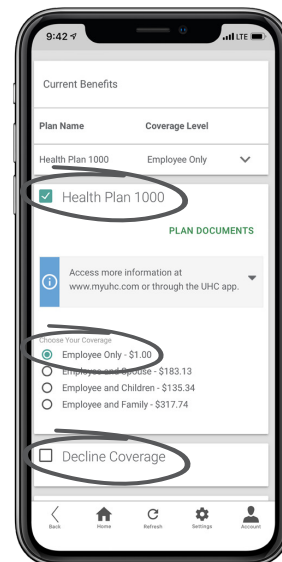 9:42
LTE
Current Benefits
Plan Name Coverage Level
Health Plan 1000 Employee Only
Health Plan 1000
PLAN DOCUMENTS
Access more information at
www.myuhc.com or through the UHC app.
Choose Your Coverage
Employee Only - $1.00
Employee and Spouse - $183.13
Employee and Children - $135.34
Employee and Family - $317.74
Decline Coverage
Back Home Refresh Settings Account